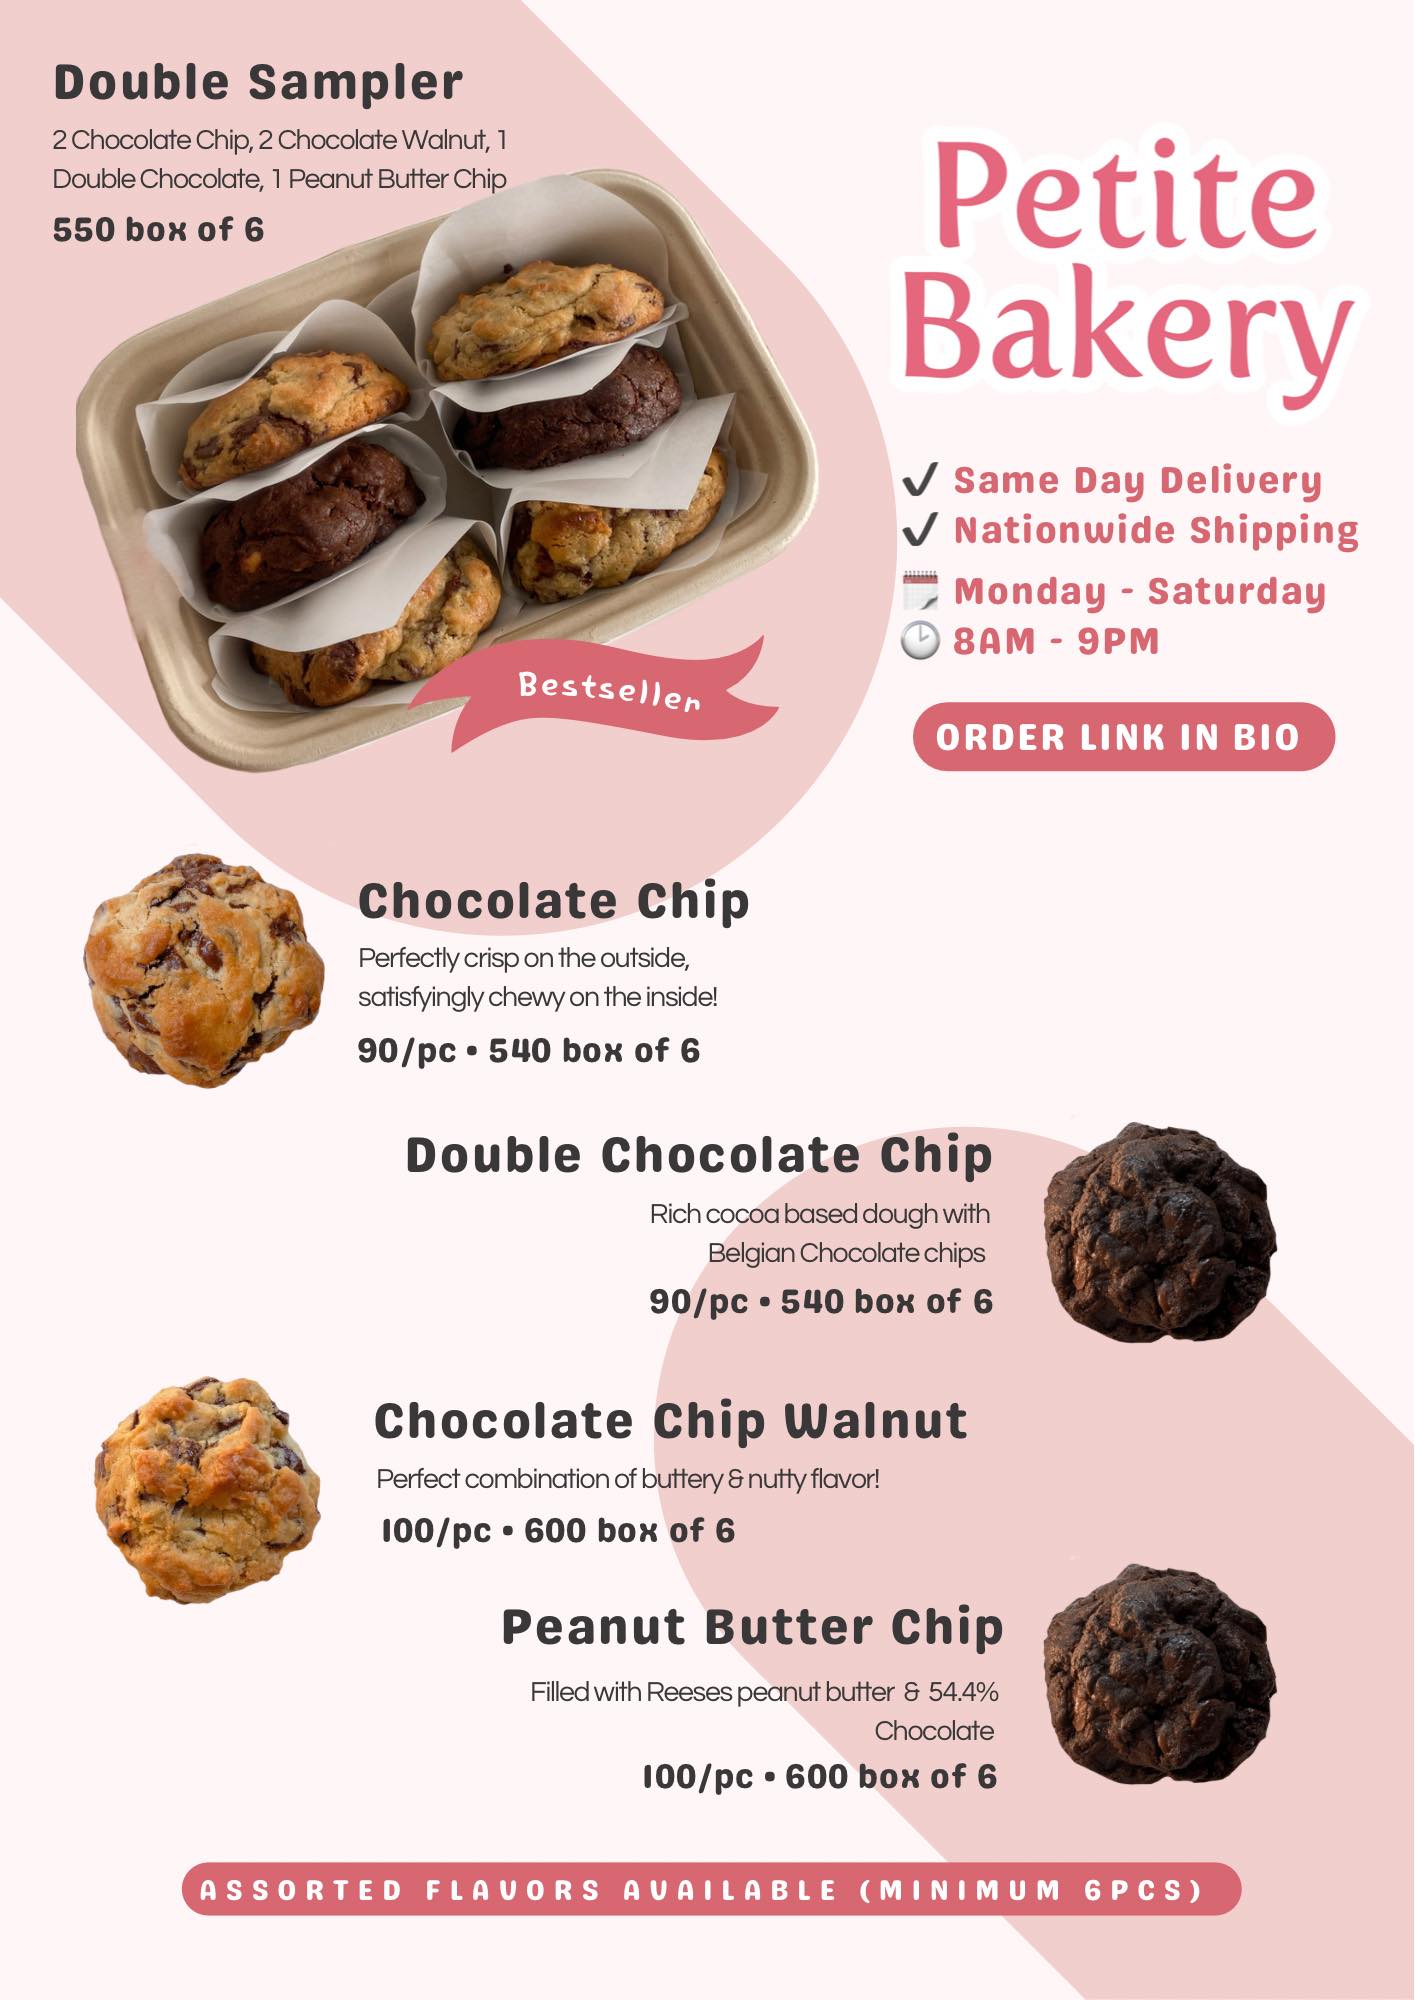 Double Sampler
2 Chocolate Chip, 2 Chocolate Walnut, 1
Double Chocolate, 1 Peanut Butter Chip
550 box of 6
Bestseller
Petite
Bakery
Same Day Delivery
Nationwide Shipping
Monday - Saturday
8AM - 9PM
ORDER LINK IN BIO
Chocolate Chip
Perfectly crisp on the outside,
satisfyingly chewy on the inside!
90/pc • 540 box of 6
Double Chocolate Chip
Rich cocoa based dough with
Belgian Chocolate chips
90/pc • 540 box of 6
Chocolate Chip Walnut
Perfect combination of buttery & nutty flavor!
100/pc • 600 box of 6
Peanut Butter Chip
Filled with Reeses peanut butter & 54.4%
Chocolate
100/pc • 600 box of 6
ASSORTED FLAVORS AVAILABLE (MINIMUM 6PCS)